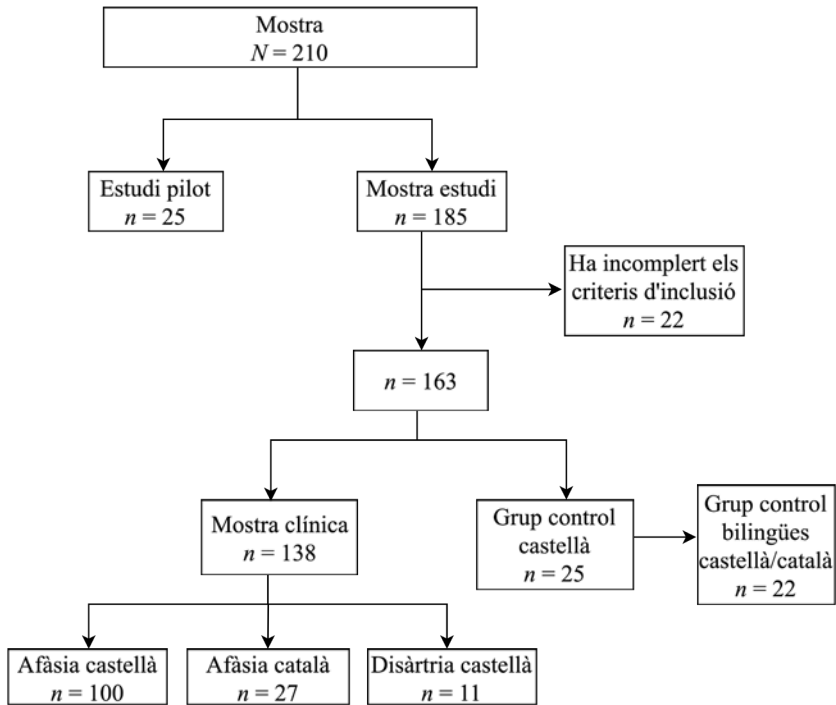 Mostra
N = 210
Estudi pilot
n = 25
Mostra estudi
n = 185
Ha incomplert els
criteris d'inclusió
n = 22
n = 163
Mostra clínica
n = 138
Grup control
castellà
n = 25
Grup control
bilingües
castellà/català
n = 22
Afàsia castellà
n = 100
Afàsia català
n = 27
Disàrtria castellà
n = 11